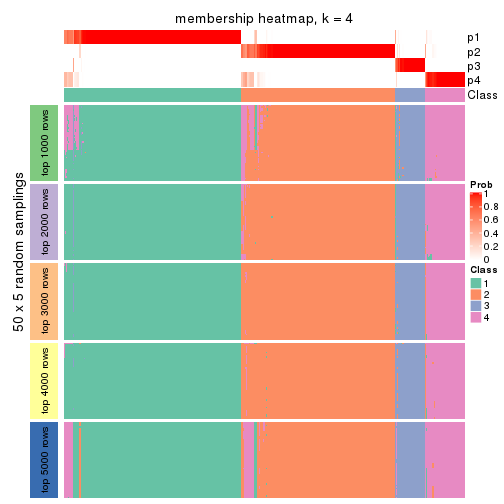 membership heatmap, k = 4
p1
p2
p3
p4
Class
50 x 5 random samplings
top 1000 rows
top 2000 rows
top 3000 rows
top 4000 rows
top 5000 rows
Prob
1
0.8
0.6
0.4
0.2
0
Class
1
2
3
4